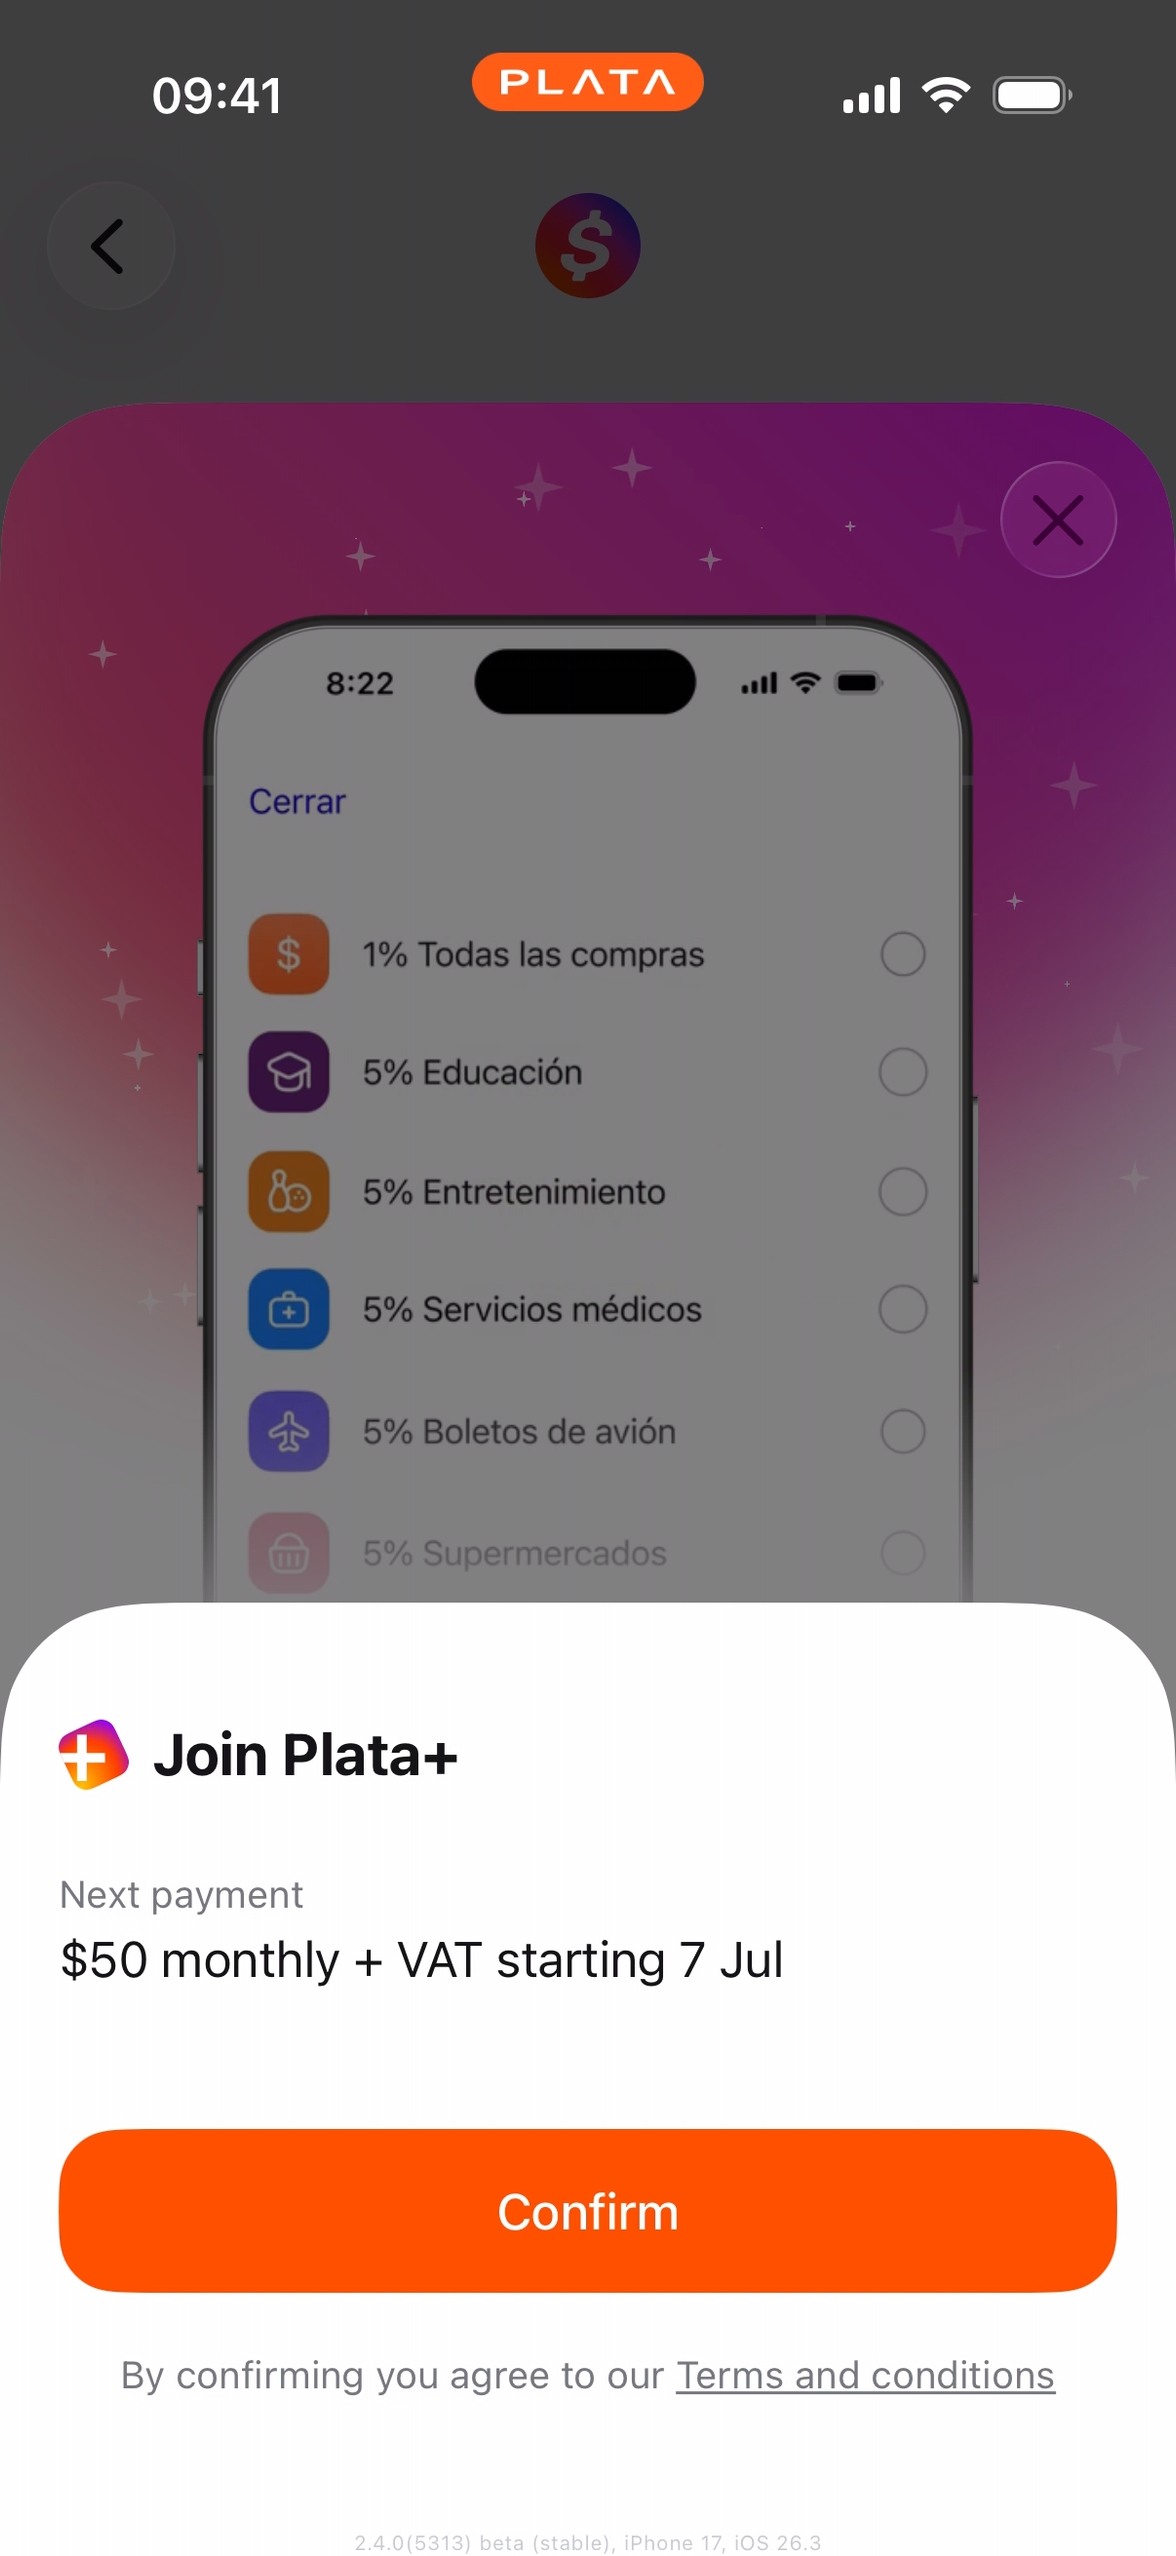 09:41
PLATA
8:22
Cerrar
$
1% Todas las compras
5% Educación
5% Entretenimiento
5% Servicios médicos
5% Boletos de avión
5% Supermercados
Join Plata+
Next payment
$50 monthly + VAT starting 7 Jul
Confirm
By confirming you agree to our Terms and conditions
2.4.0(5313) beta (stable), iPhone 17, iOS 26.3